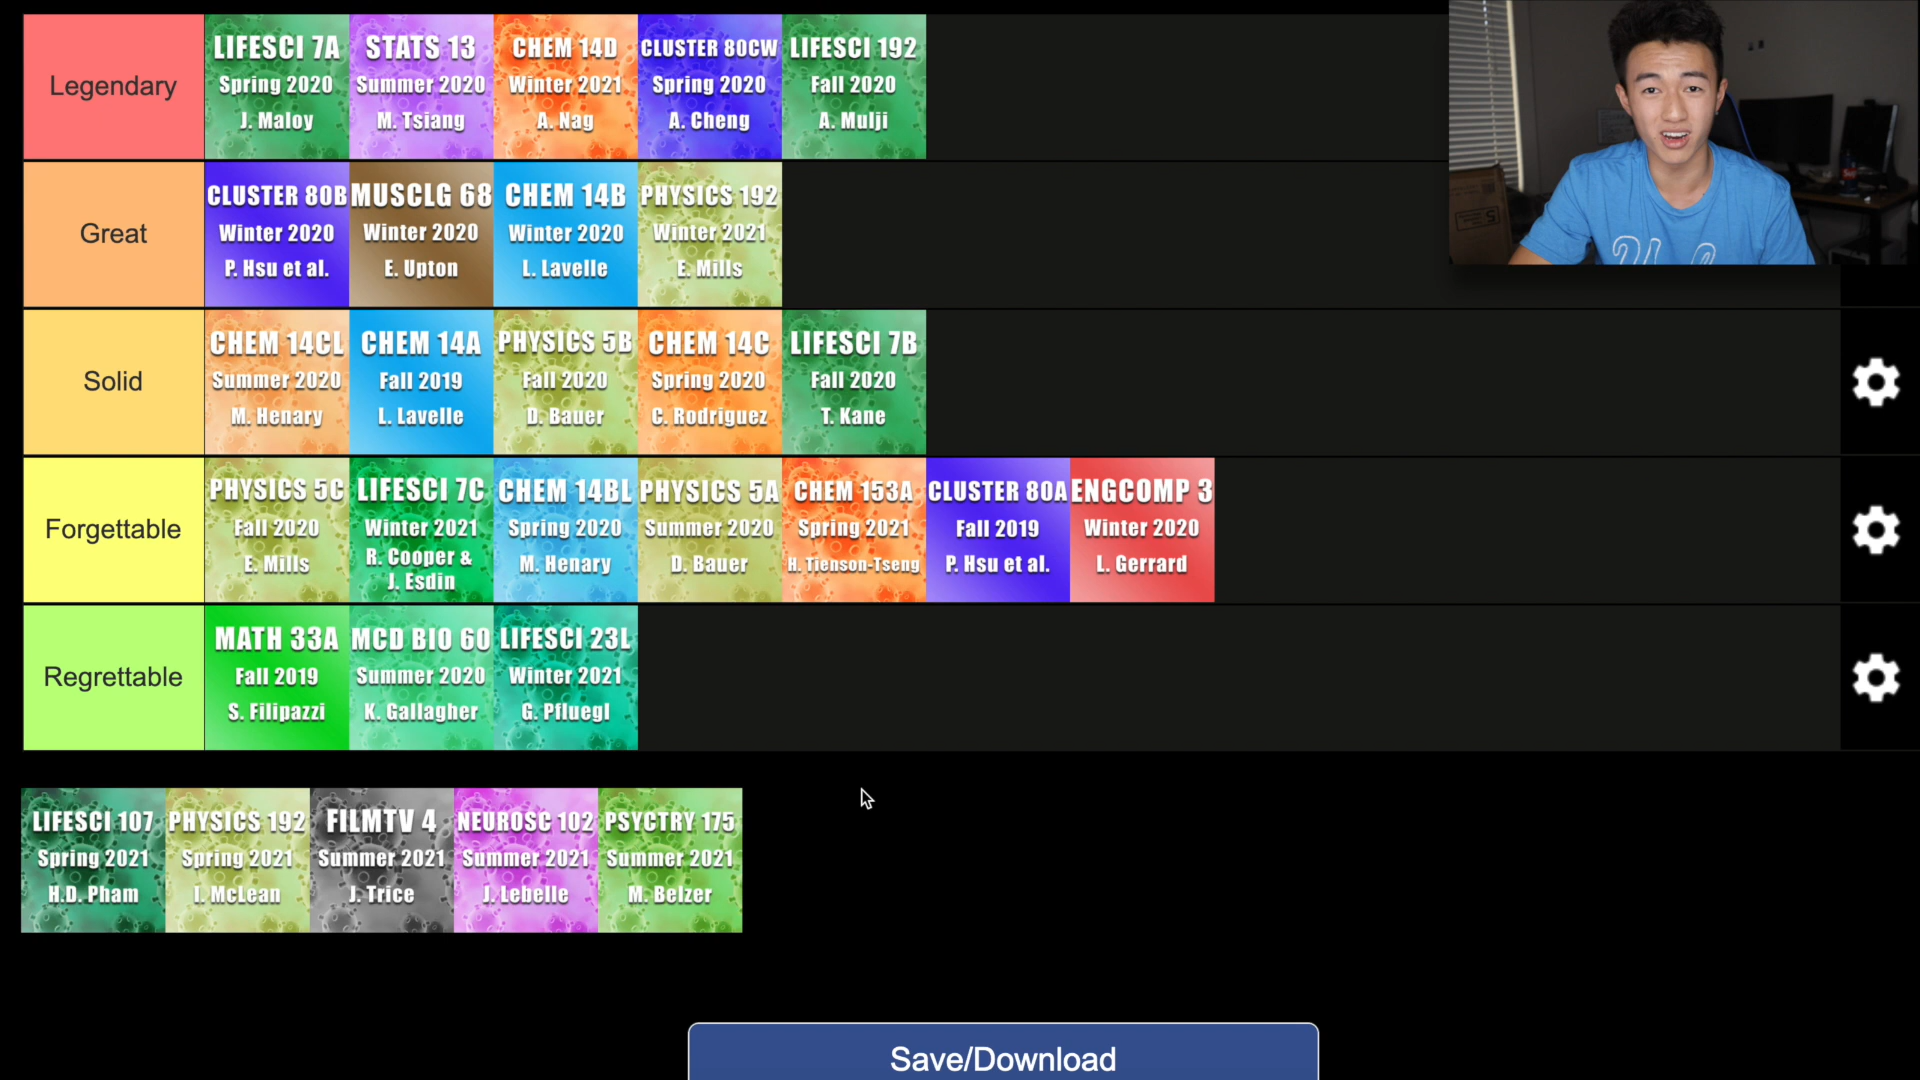 Legendary
LIFESCI 7A
Spring 2020
J. Maloy
STATS 13
Summer 2020
M. Tsiang
CHEM 14D
Winter 2021
A. Nag
CLUSTER 80CW
Spring 2020
A. Cheng
LIFESCI 192
Fall 2020
A. Mulji
Great
CLUSTER 80B
Winter 2020
P. Hsu et al.
MUSCLG 68
Winter 2020
E. Upton
CHEM 14B
Winter 2020
L. Lavelle
PHYSICS 192
Winter 2021
E. Mills
Solid
CHEM 14CL
Summer 2020
M. Henary
CHEM 14A
Fall 2019
L. Lavelle
PHYSICS 5B
Fall 2020
D. Bauer
CHEM 14C
Spring 2020
C. Rodriguez
LIFESCI 7B
Fall 2020
T. Kane
Forgettable
PHYSICS 5C
Fall 2020
E. Mills
LIFESCI 7C
Winter 2021
R. Cooper &
J. Esdin
CHEM 14BL
Spring 2020
M. Henary
PHYSICS 5A
Summer 2020
D. Bauer
CHEM 153A
Spring 2021
H. Tienson-Tseng
CLUSTER 80A
Fall 2019
P. Hsu et al.
ENGCOMP 3
Winter 2020
L. Gerrard
Regrettable
MATH 33A
Fall 2019
S. Filipazzi
MCD BIO 60
Summer 2020
K. Gallagher
LIFESCI 23L
Winter 2021
G. Pfluegl
LIFESCI 107
Spring 2021
H.D. Pham
PHYSICS 192
Spring 2021
I. McLean
FILMTV 4
Summer 2021
J. Trice
NEUROSC 102
Summer 2021
J. Lebelle
PSYCTRY 175
Summer 2021
M. Belzer
Save/Download